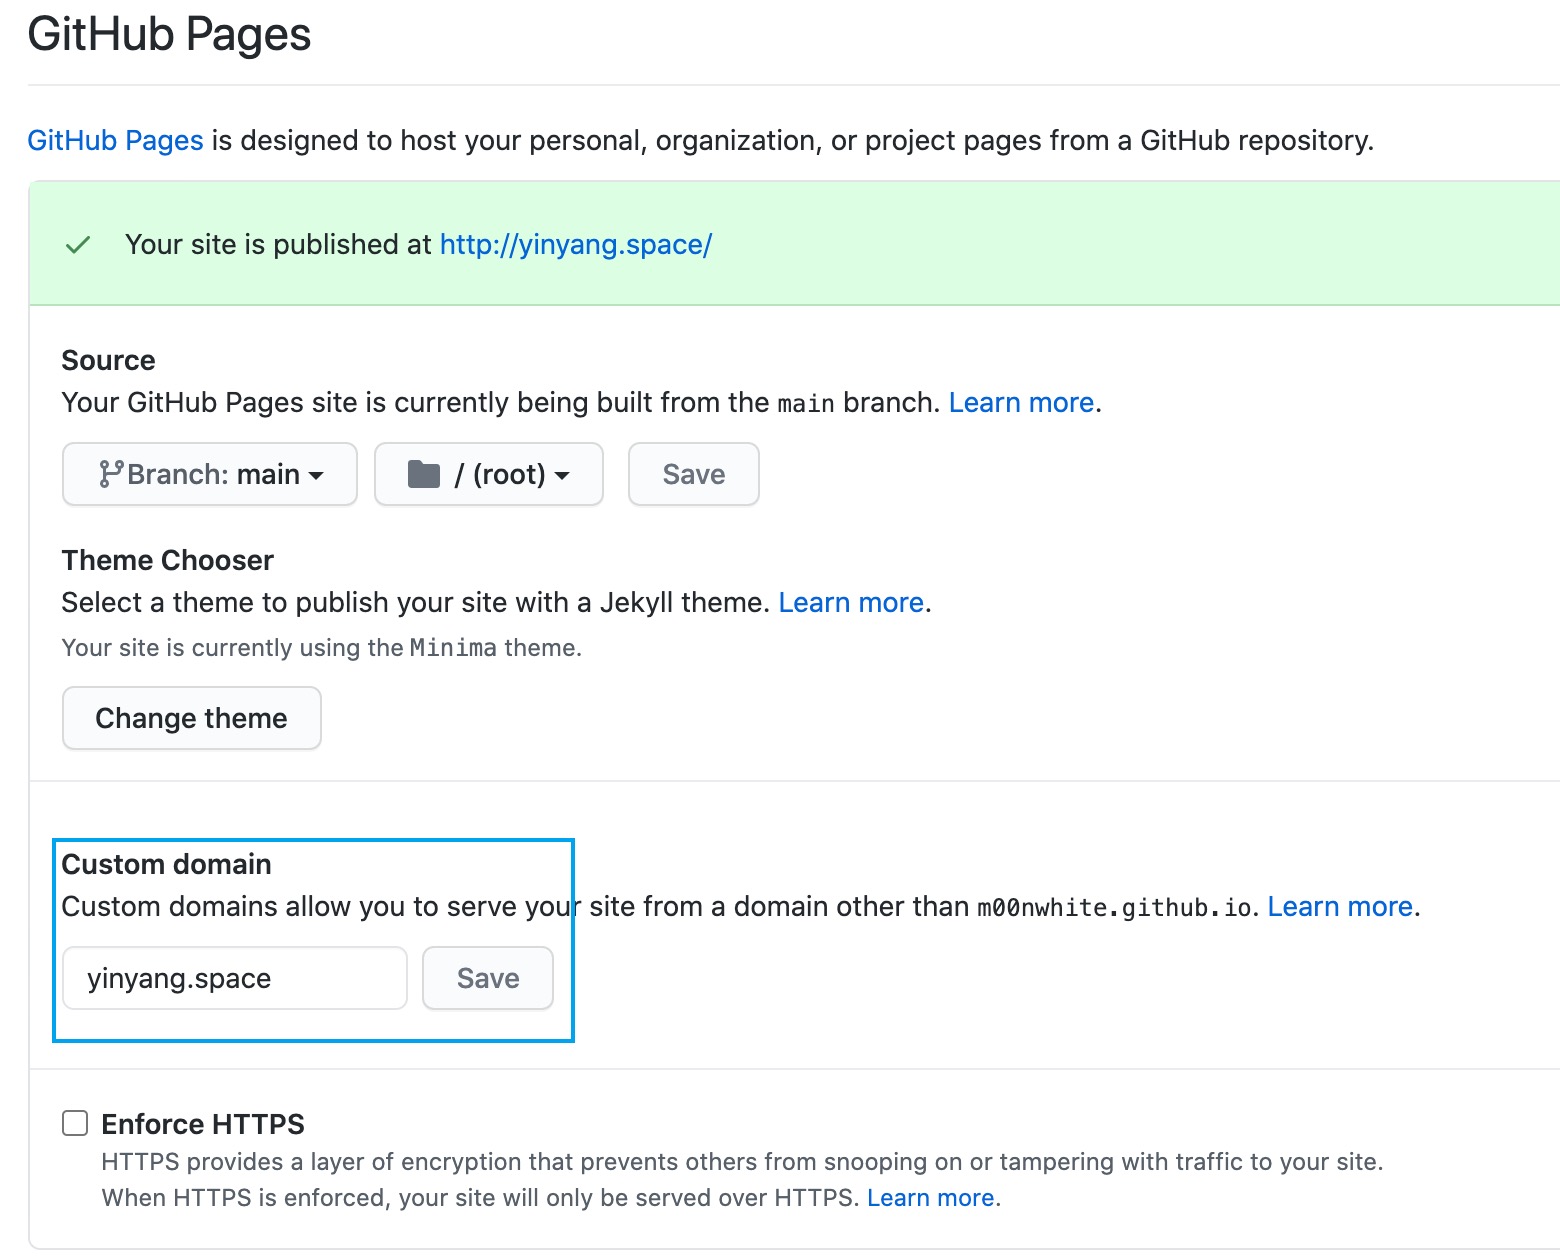 GitHub Pages
GitHub Pages is designed to host your personal, organization, or project pages from a GitHub repository.
Your site is published at http://yinyang.space/
Source
Your GitHub Pages site is currently being built from the main branch. Learn more.
Branch: main / (root) Save
Theme Chooser
Select a theme to publish your site with a Jekyll theme. Learn more.
Your site is currently using the Minima theme.
Change theme
Custom domain
Custom domains allow you to serve your site from a domain other than m00nwhite.github.io. Learn more.
yinyang.space Save
Enforce HTTPS
HTTPS provides a layer of encryption that prevents others from snooping on or tampering with traffic to your site.
When HTTPS is enforced, your site will only be served over HTTPS. Learn more.